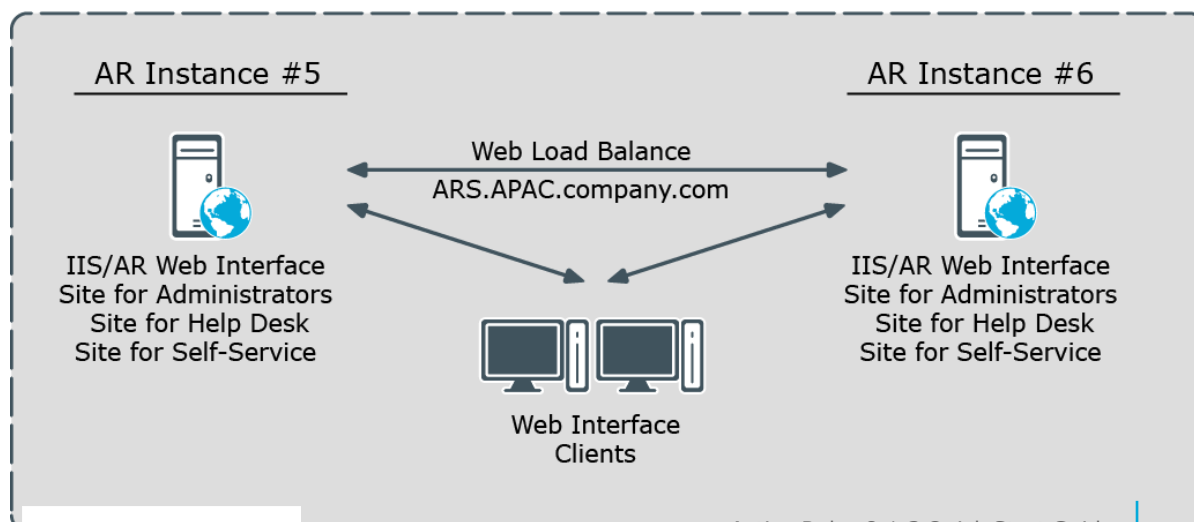 AR Instance #5
AR Instance #6
Web Load Balance
ARS.APAC.company.com
IIS/AR Web Interface
Site for Administrators
Site for Help Desk
Site for Self-Service
IIS/AR Web Interface
Site for Administrators
Site for Help Desk
Site for Self-Service
Web Interface
Clients